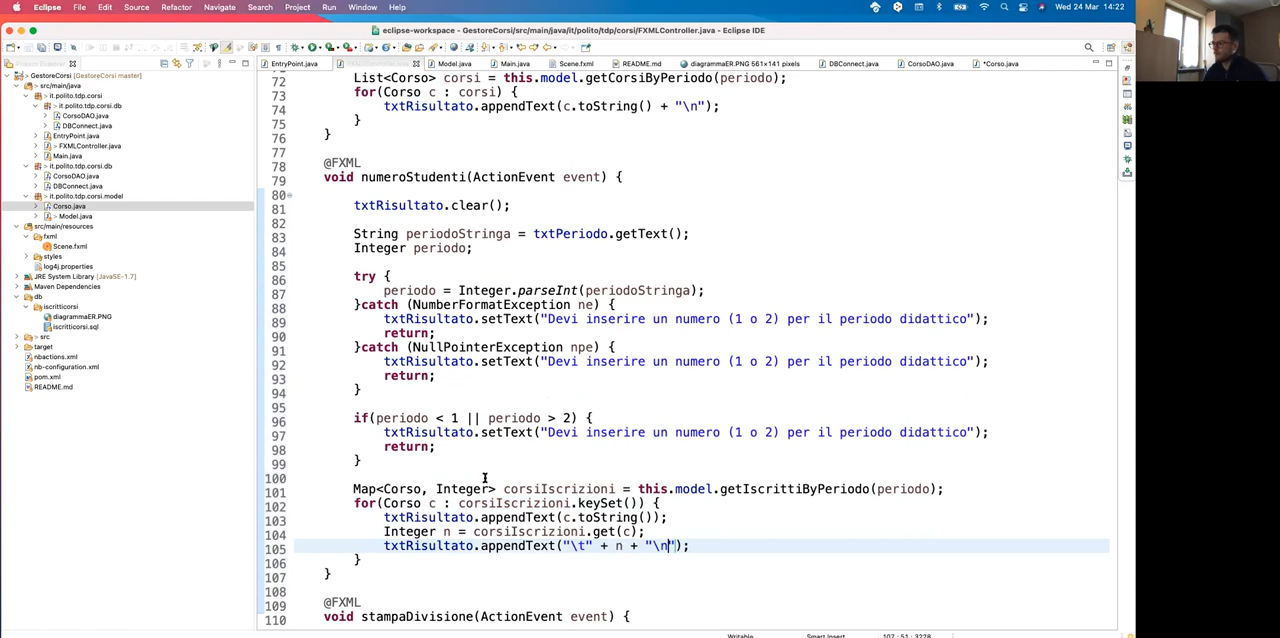 Eclipse File Edit Source Refactor Navigate Search Project Run Window Help Wed 24 Mar 14:22
eclipse-workspace - GestoreCorsi/src/main/java/it/polito/tdp/corsi/FXMLController.java - Eclipse IDE
EntryPoint.java Model.java Main.java Scene.fxml README.md diagrammaER.PNG 561×141 pixels DBConnect.java CorsoDAO.java *Corso.java
GestoreCorsi [GestoreCorsi master]
src/main/java
it.polito.tdp.corsi
it.polito.tdp.corsi.db
CorsoDAO.java
DBConnect.java
EntryPoint.java
FXMLController.java
Main.java
it.polito.tdp.corsi.db
CorsoDAO.java
DBConnect.java
it.polito.tdp.corsi.model
Corso.java
Model.java
src/main/resources
fxml
Scene.fxml
styles
log4j.properties
JRE System Library [JavaSE-1.7]
Maven Dependencies
db
iscritticorsi
diagrammaER.PNG
iscritticorsi.sql
src
target
nbactions.xml
nb-configuration.xml
pom.xml
README.md
72 List<Corso> corsi = this.model.getCorsiByPeriodo(periodo);
73 for(Corso c : corsi) {
74 txtRisultato.appendText(c.toString() + "\n");
75 }
76 }
77
78 @FXML
79 void numeroStudenti(ActionEvent event) {
80
81 txtRisultato.clear();
82
83 String periodoStringa = txtPeriodo.getText();
84 Integer periodo;
85
86 try {
87 periodo = Integer.parseInt(periodoStringa);
88 }catch (NumberFormatException ne) {
89 txtRisultato.setText("Devi inserire un numero (1 o 2) per il periodo didattico");
90 return;
91 }catch (NullPointerException npe) {
92 txtRisultato.setText("Devi inserire un numero (1 o 2) per il periodo didattico");
93 return;
94 }
95
96 if(periodo < 1 || periodo > 2) {
97 txtRisultato.setText("Devi inserire un numero (1 o 2) per il periodo didattico");
98 return;
99 }
100
101 Map<Corso, Integer> corsiIscrizioni = this.model.getIscrittiByPeriodo(periodo);
102 for(Corso c : corsiIscrizioni.keySet()) {
103 txtRisultato.appendText(c.toString());
104 Integer n = corsiIscrizioni.get(c);
105 txtRisultato.appendText("\t" + n + "\n");
106 }
107 }
108
109 @FXML
110 void stampaDivisione(ActionEvent event) {
Writable Smart Insert 107 : 51 : 3228